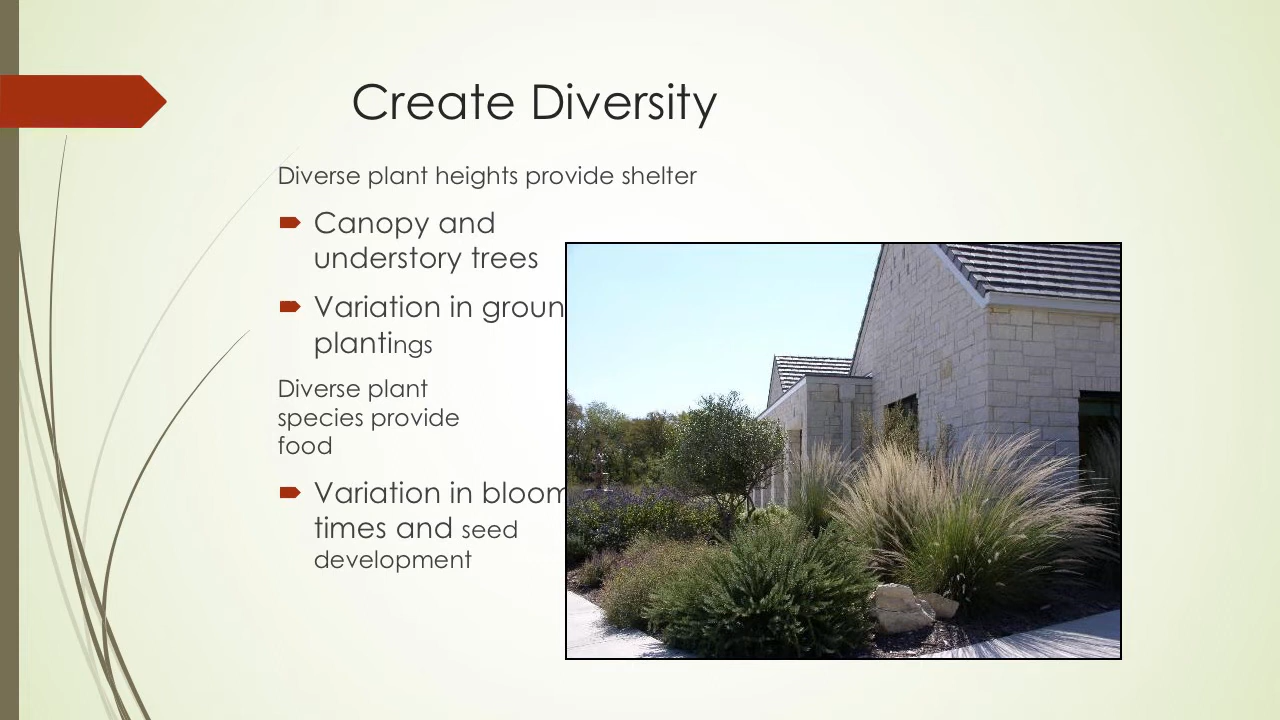 Create Diversity
Diverse plant heights provide shelter
Canopy and
understory trees
Variation in groun
plantings
Diverse plant
species provide
food
Variation in bloom
times and seed
development